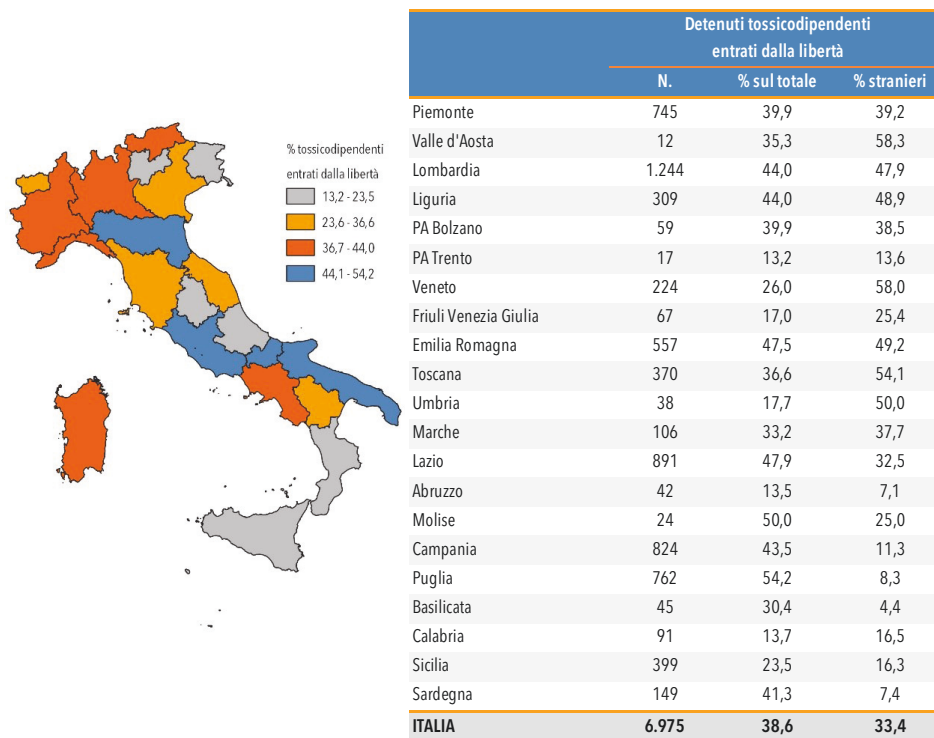 % tossicodipendenti
entrati dalla libertà
13,2 - 23,5
23,6 - 36,6
36,7 - 44,0
44,1 - 54,2
Detenuti tossicodipendenti
entrati dalla libertà
N. % sul totale % stranieri
Piemonte 745 39,9 39,2
Valle d'Aosta 12 35,3 58,3
Lombardia 1.244 44,0 47,9
Liguria 309 44,0 48,9
PA Bolzano 59 39,9 38,5
PA Trento 17 13,2 13,6
Veneto 224 26,0 58,0
Friuli Venezia Giulia 67 17,0 25,4
Emilia Romagna 557 47,5 49,2
Toscana 370 36,6 54,1
Umbria 38 17,7 50,0
Marche 106 33,2 37,7
Lazio 891 47,9 32,5
Abruzzo 42 13,5 7,1
Molise 24 50,0 25,0
Campania 824 43,5 11,3
Puglia 762 54,2 8,3
Basilicata 45 30,4 4,4
Calabria 91 13,7 16,5
Sicilia 399 23,5 16,3
Sardegna 149 41,3 7,4
ITALIA 6.975 38,6 33,4